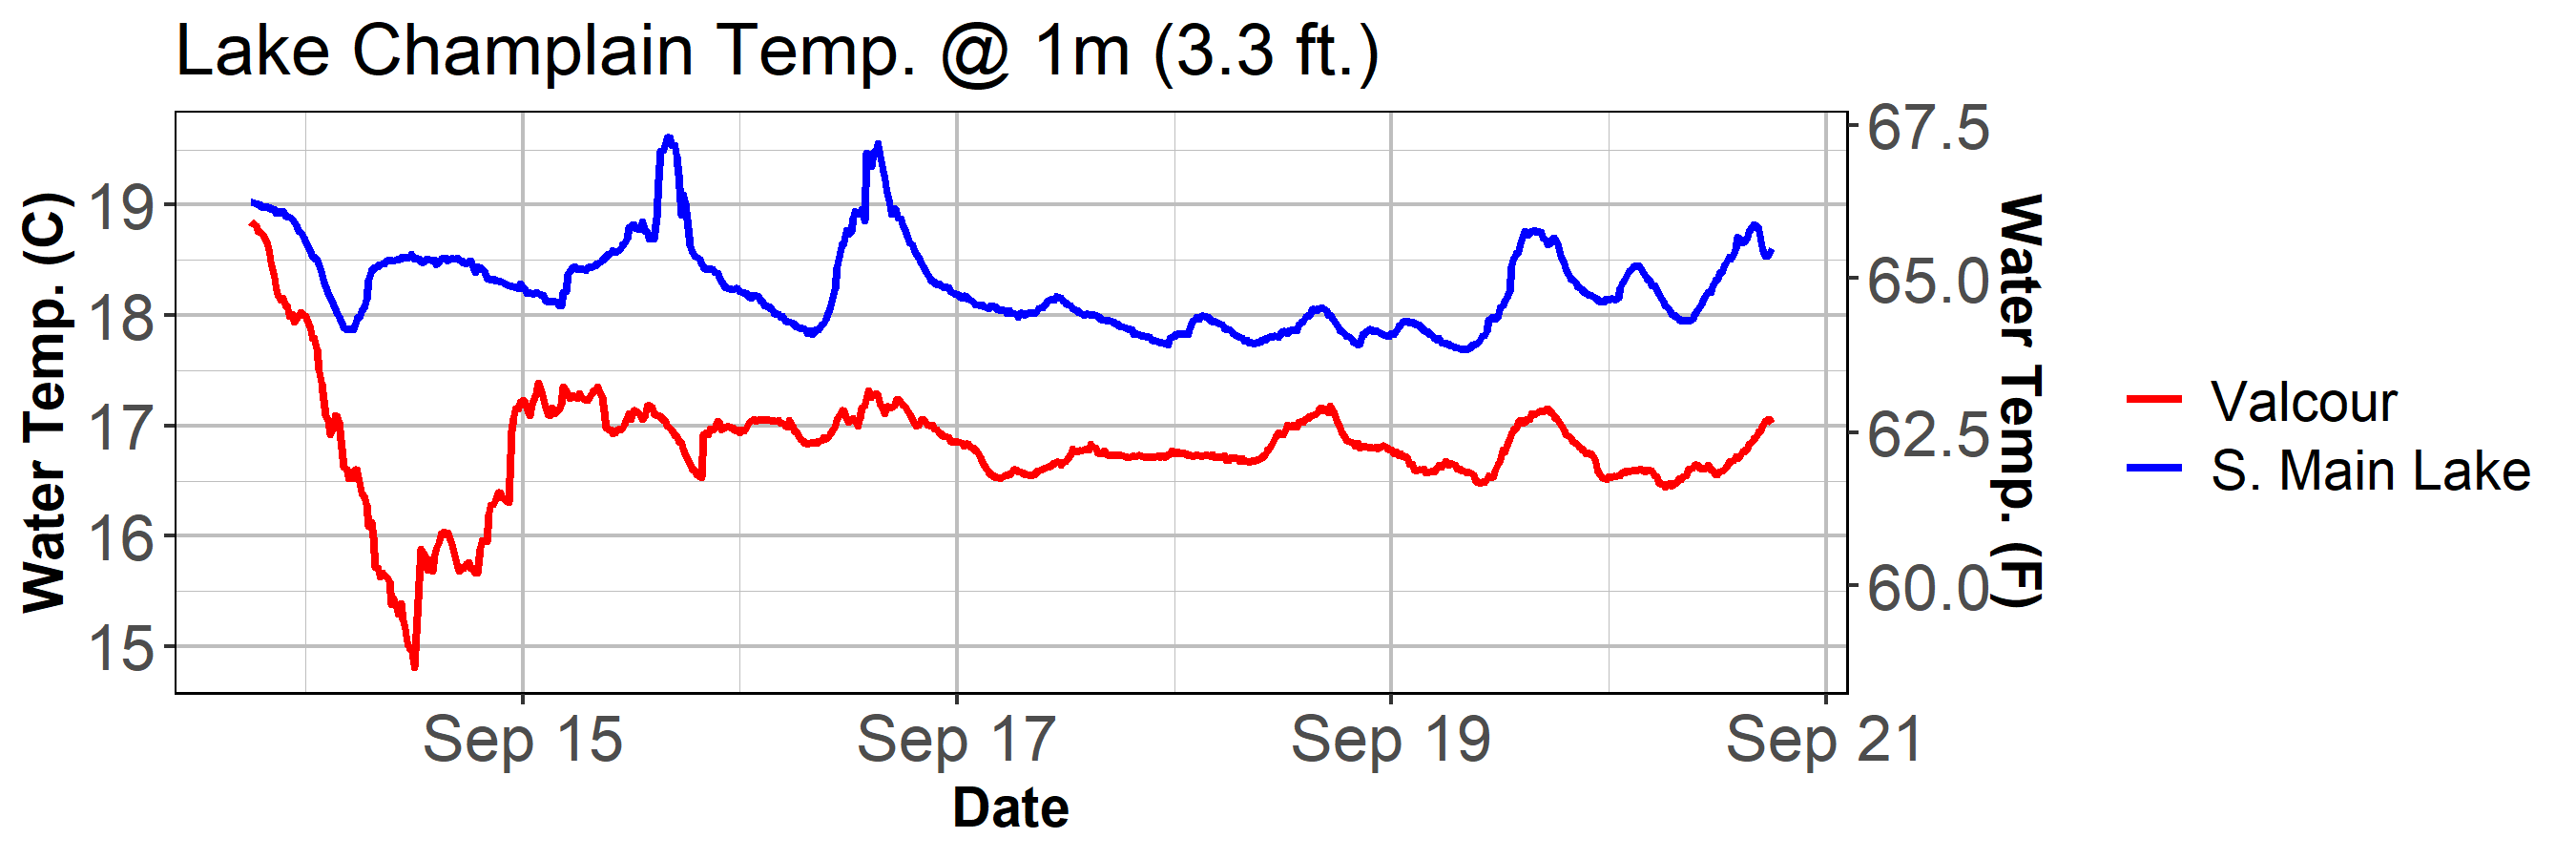 Lake Champlain Temp. @ 1m (3.3 ft.)
Water Temp. (C)
19
18
17
16
15
67.5
65.0
62.5
60.0
Water Temp. (F)
Sep 15
Sep 17
Sep 19
Sep 21
Date
Valcour
S. Main Lake